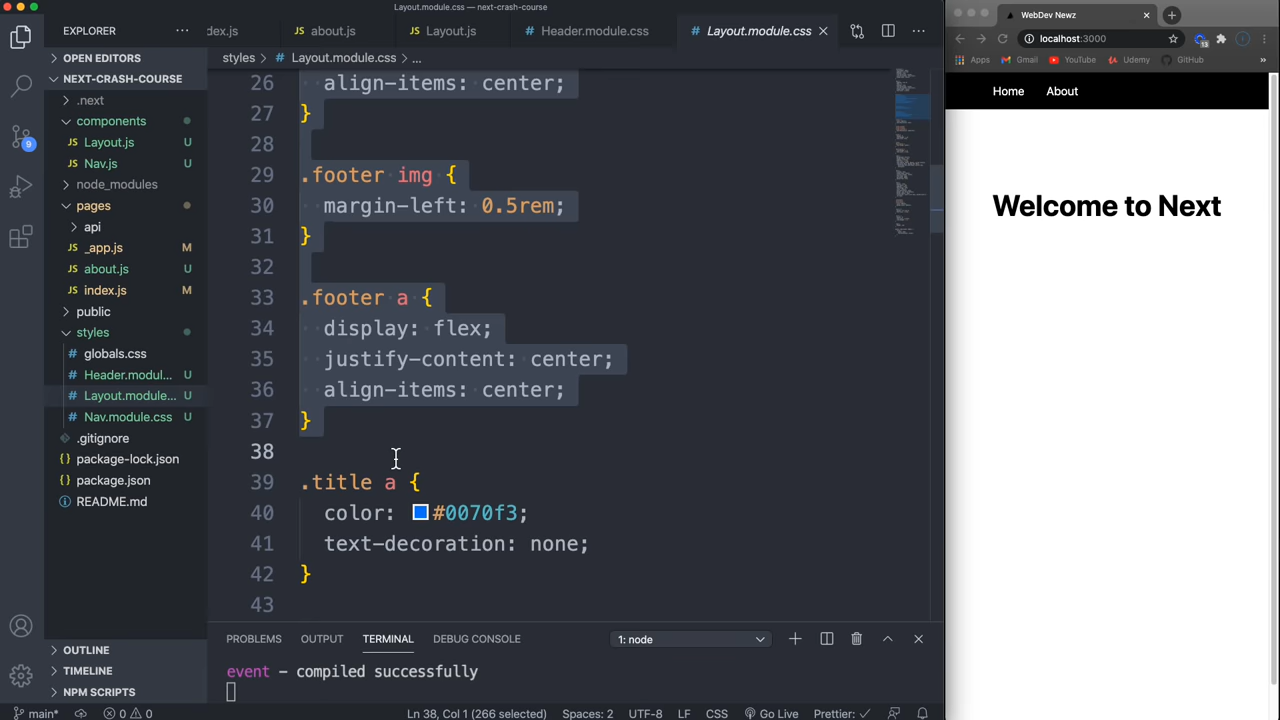 Layout.module.css — next-crash-course
EXPLORER
dex.js
about.js
Layout.js
Header.module.css
Layout.module.css
OPEN EDITORS
styles > Layout.module.css > ...
NEXT-CRASH-COURSE
.next
components
Layout.js U
Nav.js U
node_modules
pages
api
_app.js M
about.js U
index.js M
public
styles
globals.css
Header.modul... U
Layout.module... U
Nav.module.css U
.gitignore
package-lock.json
package.json
README.md
OUTLINE
TIMELINE
NPM SCRIPTS
9
26 align-items: center;
27 }
28
29 .footer img {
30 margin-left: 0.5rem;
31 }
32
33 .footer a {
34 display: flex;
35 justify-content: center;
36 align-items: center;
37 }
38
39 .title a {
40 color: #0070f3;
41 text-decoration: none;
42 }
43
PROBLEMS OUTPUT TERMINAL DEBUG CONSOLE 1: node
event - compiled successfully
main* 0 0 Ln 38, Col 1 (266 selected) Spaces: 2 UTF-8 LF CSS Go Live Prettier: ✓
WebDev Newz
localhost:3000
13
Apps Gmail YouTube Udemy GitHub »
Home About
Welcome to Next